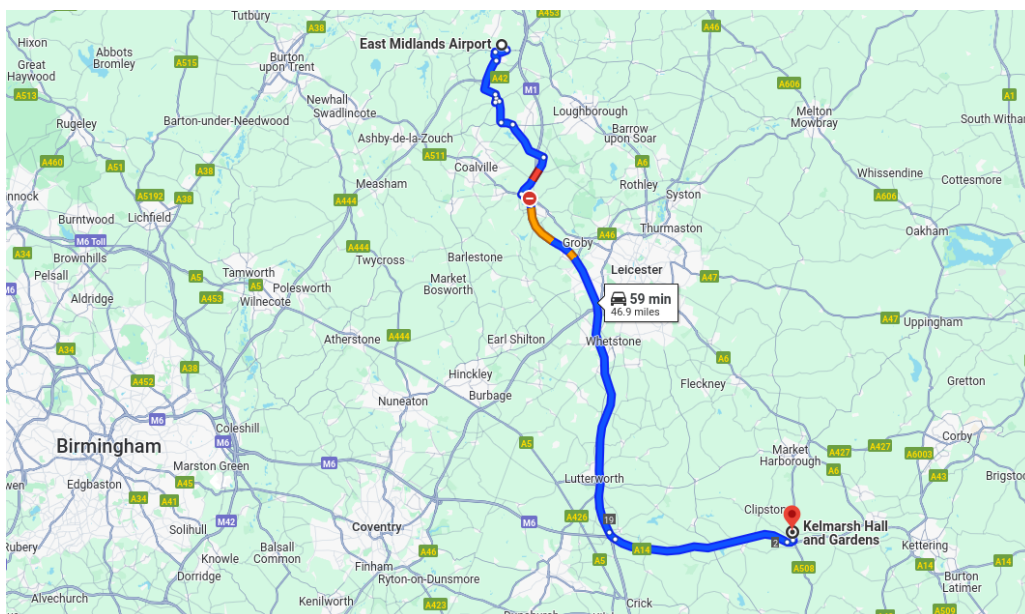 Tutbury
A38
A453
A46
Hixon
Abbots
Bromley
A515
East Midlands Airport
Great
Haywood
Burton
upon Trent
A42
A606
A513
M1
A1
Newhall
Swadlincote
Loughborough
Melton
Mowbray
South Witham
Rugeley
Barton-under-Needwood
Ashby-de-la-Zouch
Barrow
upon Soar
A460
A38
A511
A6
A51
Coalville
Whissendine
Measham
Rothley
Syston
Cottesmore
A5192
A444
A606
Burntwood
Lichfield
A38
Thurmaston
M6 Toll
A46
Oakham
Brownhills
A444
Groby
A34
A5
Twycross
Barlestone
Leicester
Pelsall
Tamworth
A5
Polesworth
Market
Bosworth
A47
M6
Aldridge
A453
Wilnecote
59 min
46.9 miles
A47
Uppingham
Atherstone
A444
Earl Shilton
Whetstone
A34
A38
A6
A452
Hinckley
Fleckney
Gretton
Nuneaton
Burbage
M6
Coleshill
M6
Corby
Birmingham
A5
Market
Harborough
A427
A427
A6003
M6
Marston Green
A6
A43
Edgbaston
A45
Lutterworth
Brigstock
A34
A41
Clipston
M42
Coventry
M6
A426
19
Kelmarsh Hall
and Gardens
Solihull
A14
2
Rubery
Knowle
Balsall
Common
A46
A5
Kettering
Finham
A508
A14
A14
Dorridge
Ryton-on-Dunsmore
Burton
Latimer
Alvechurch
Kenilworth
A423
Crick
A509